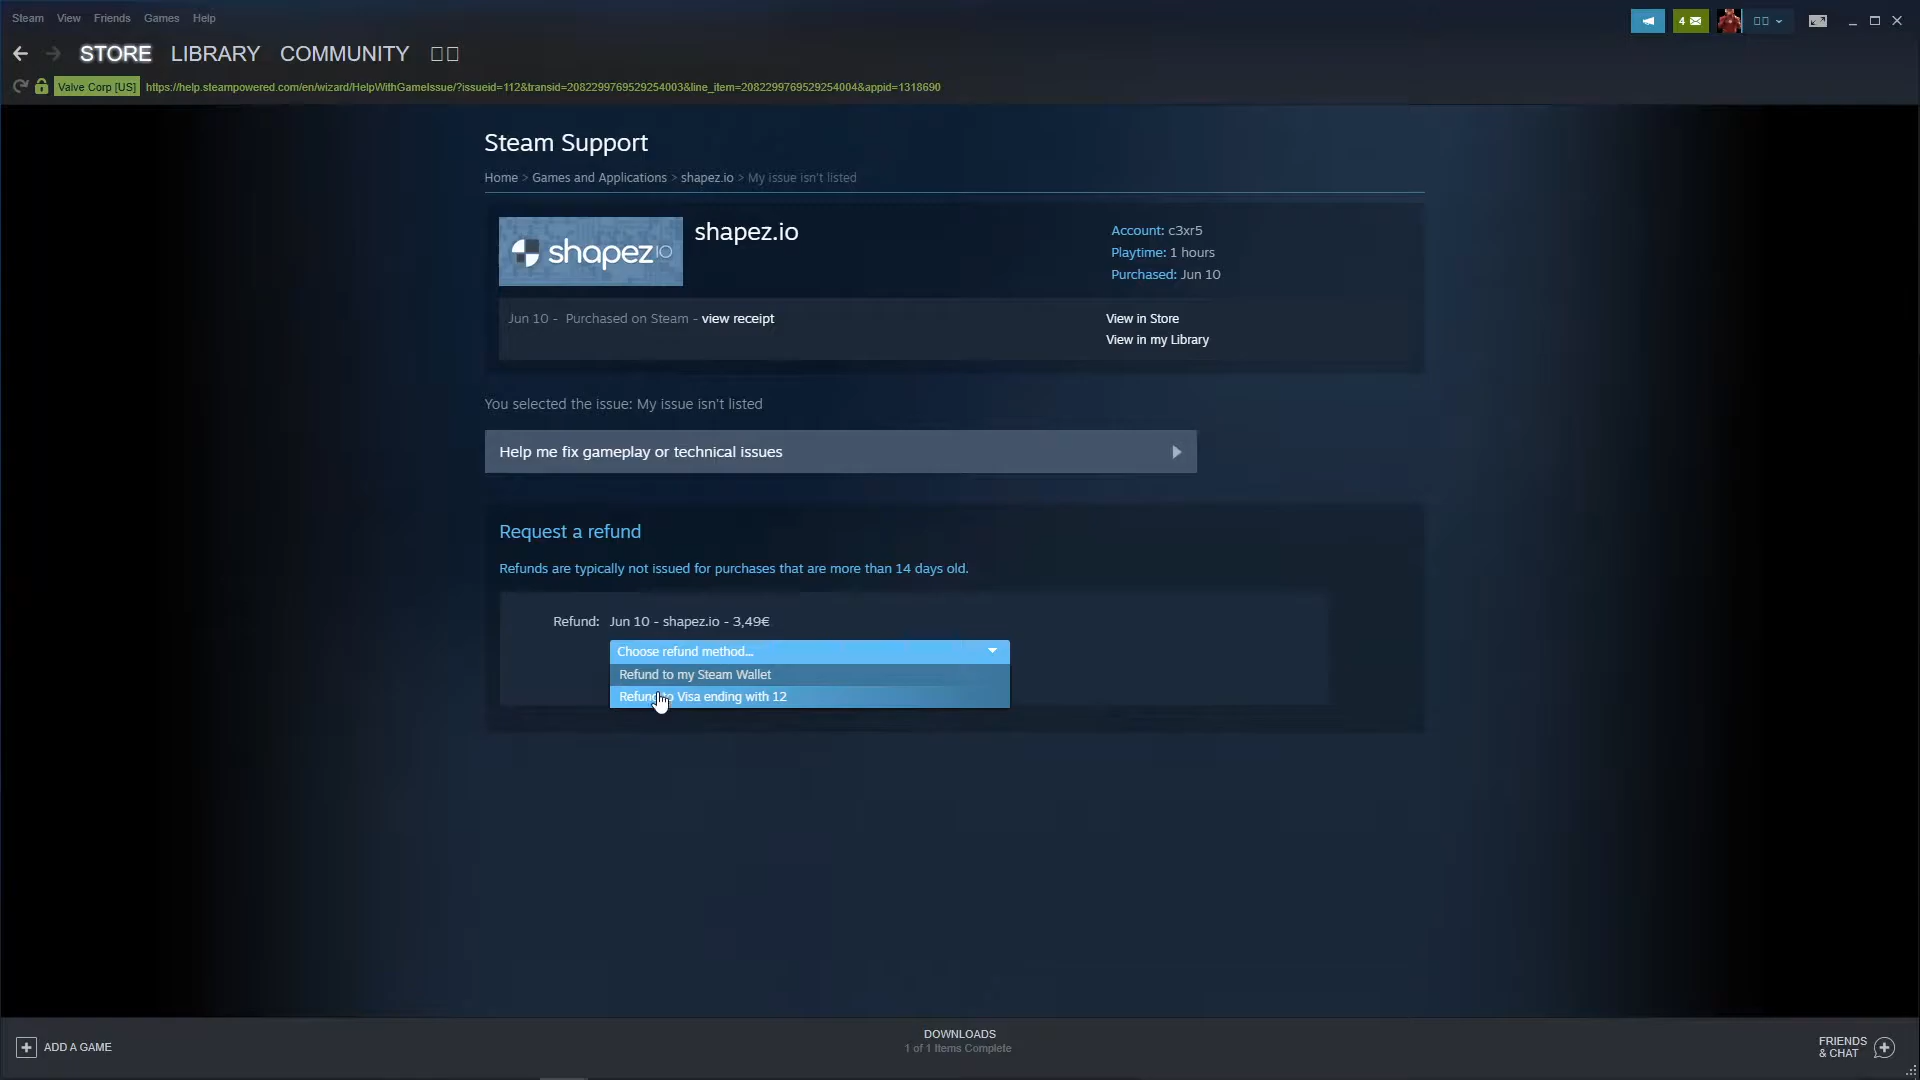 Steam View Friends Games Help
4
STORE LIBRARY COMMUNITY
Valve Corp [US] https://help.steampowered.com/en/wizard/HelpWithGameIssue/?issueid=112&transid=2082299769529254003&line_item=2082299769529254004&appid=1318690
Steam Support
Home > Games and Applications > shapez.io > My issue isn't listed
shapez IO
shapez.io
Account: c3xr5
Playtime: 1 hours
Purchased: Jun 10
Jun 10 - Purchased on Steam - view receipt
View in Store
View in my Library
You selected the issue: My issue isn't listed
Help me fix gameplay or technical issues
Request a refund
Refunds are typically not issued for purchases that are more than 14 days old.
Refund: Jun 10 - shapez.io - 3,49€
Choose refund method...
Refund to my Steam Wallet
Refund to Visa ending with 12
ADD A GAME
DOWNLOADS
1 of 1 Items Complete
FRIENDS
& CHAT